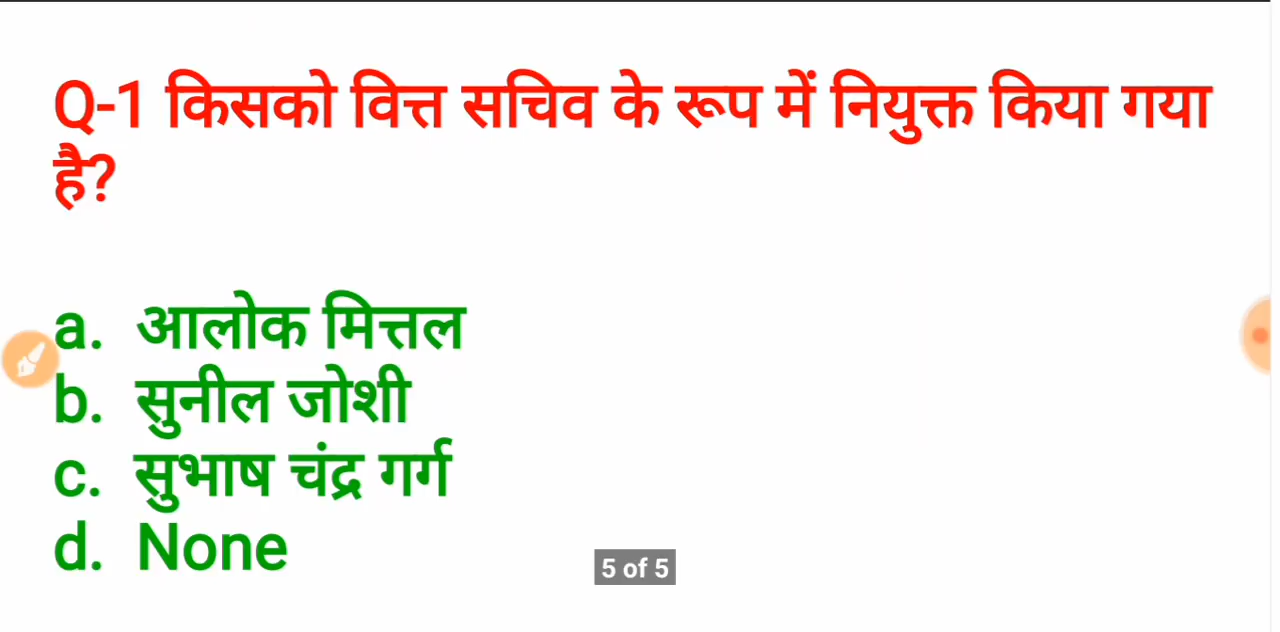 Q-1 किसको वित्त सचिव के रूप में नियुक्त किया गया
है?
a. आलोक मित्तल
b. सुनील जोशी
c. सुभाष चंद्र गर्ग
d. None
5 of 5